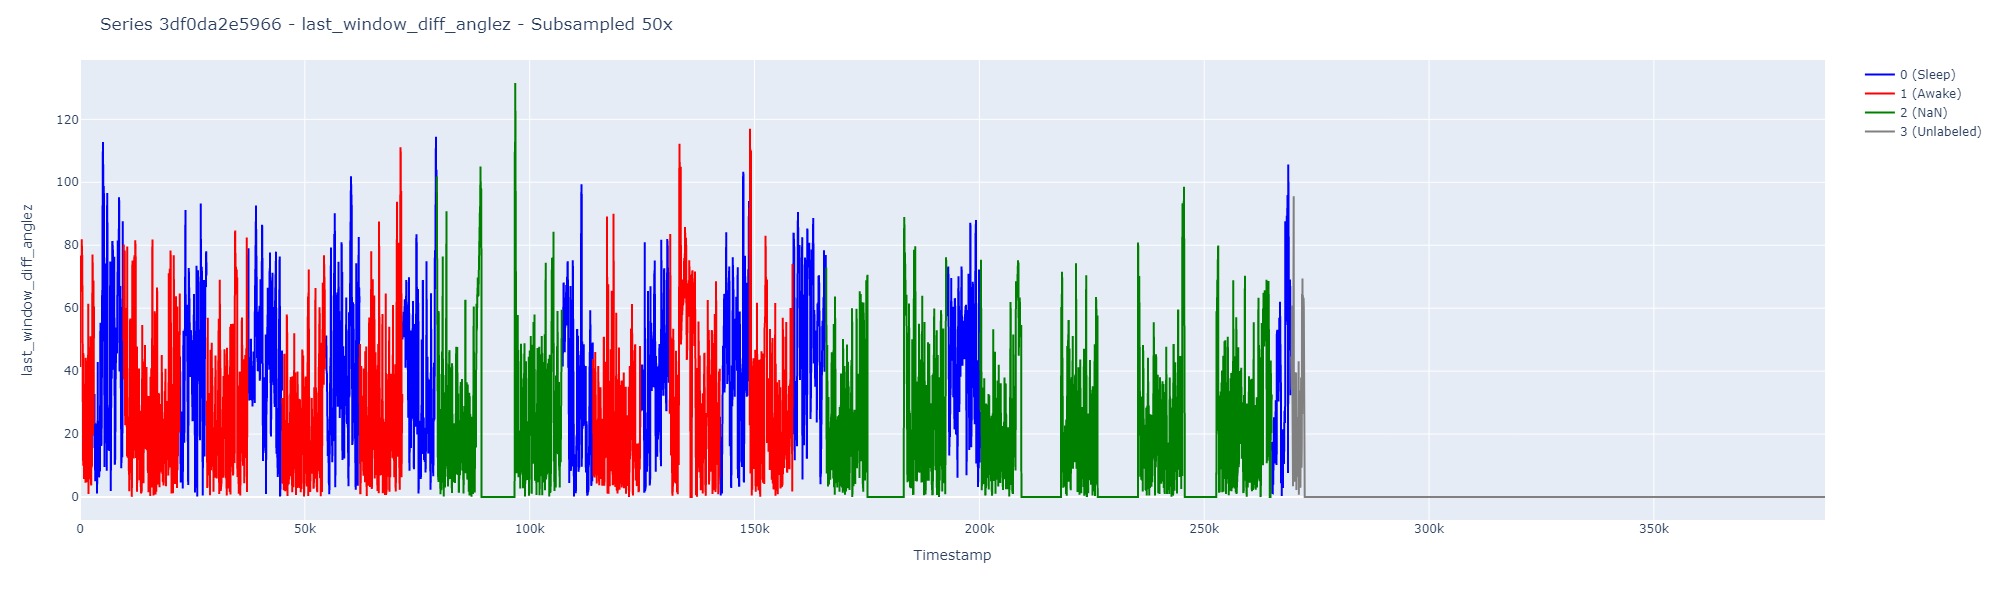 Series 3df0da2e5966 - last_window_diff_anglez - Subsampled 50x
0 (Sleep)
1 (Awake)
2 (NaN)
3 (Unlabeled)
last_window_diff_anglez
120
100
80
60
40
20
0
0
50k
100k
150k
200k
250k
300k
350k
Timestamp